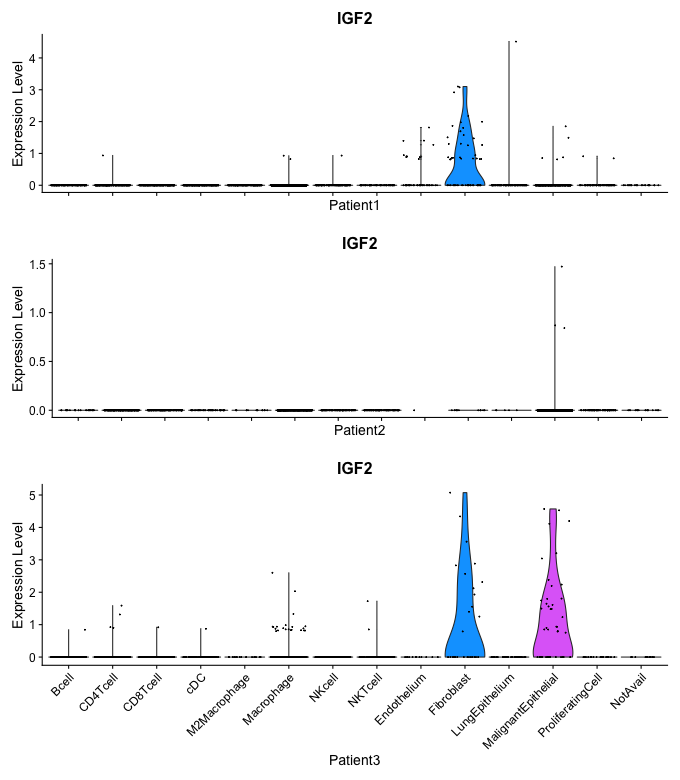 IGF2
Expression Level
4
3
2
1
0
Patient1
IGF2
Expression Level
1.5
1.0
0.5
0.0
Patient2
IGF2
Expression Level
5
4
3
2
1
0
Bcell
CD4Tcell
CD8Tcell
cDC
M2Macrophage
Macrophage
NKcell
NKTcell
Endothelium
Fibroblast
LungEpithelium
MalignantEpithelial
ProliferatingCell
NotAvail
Patient3